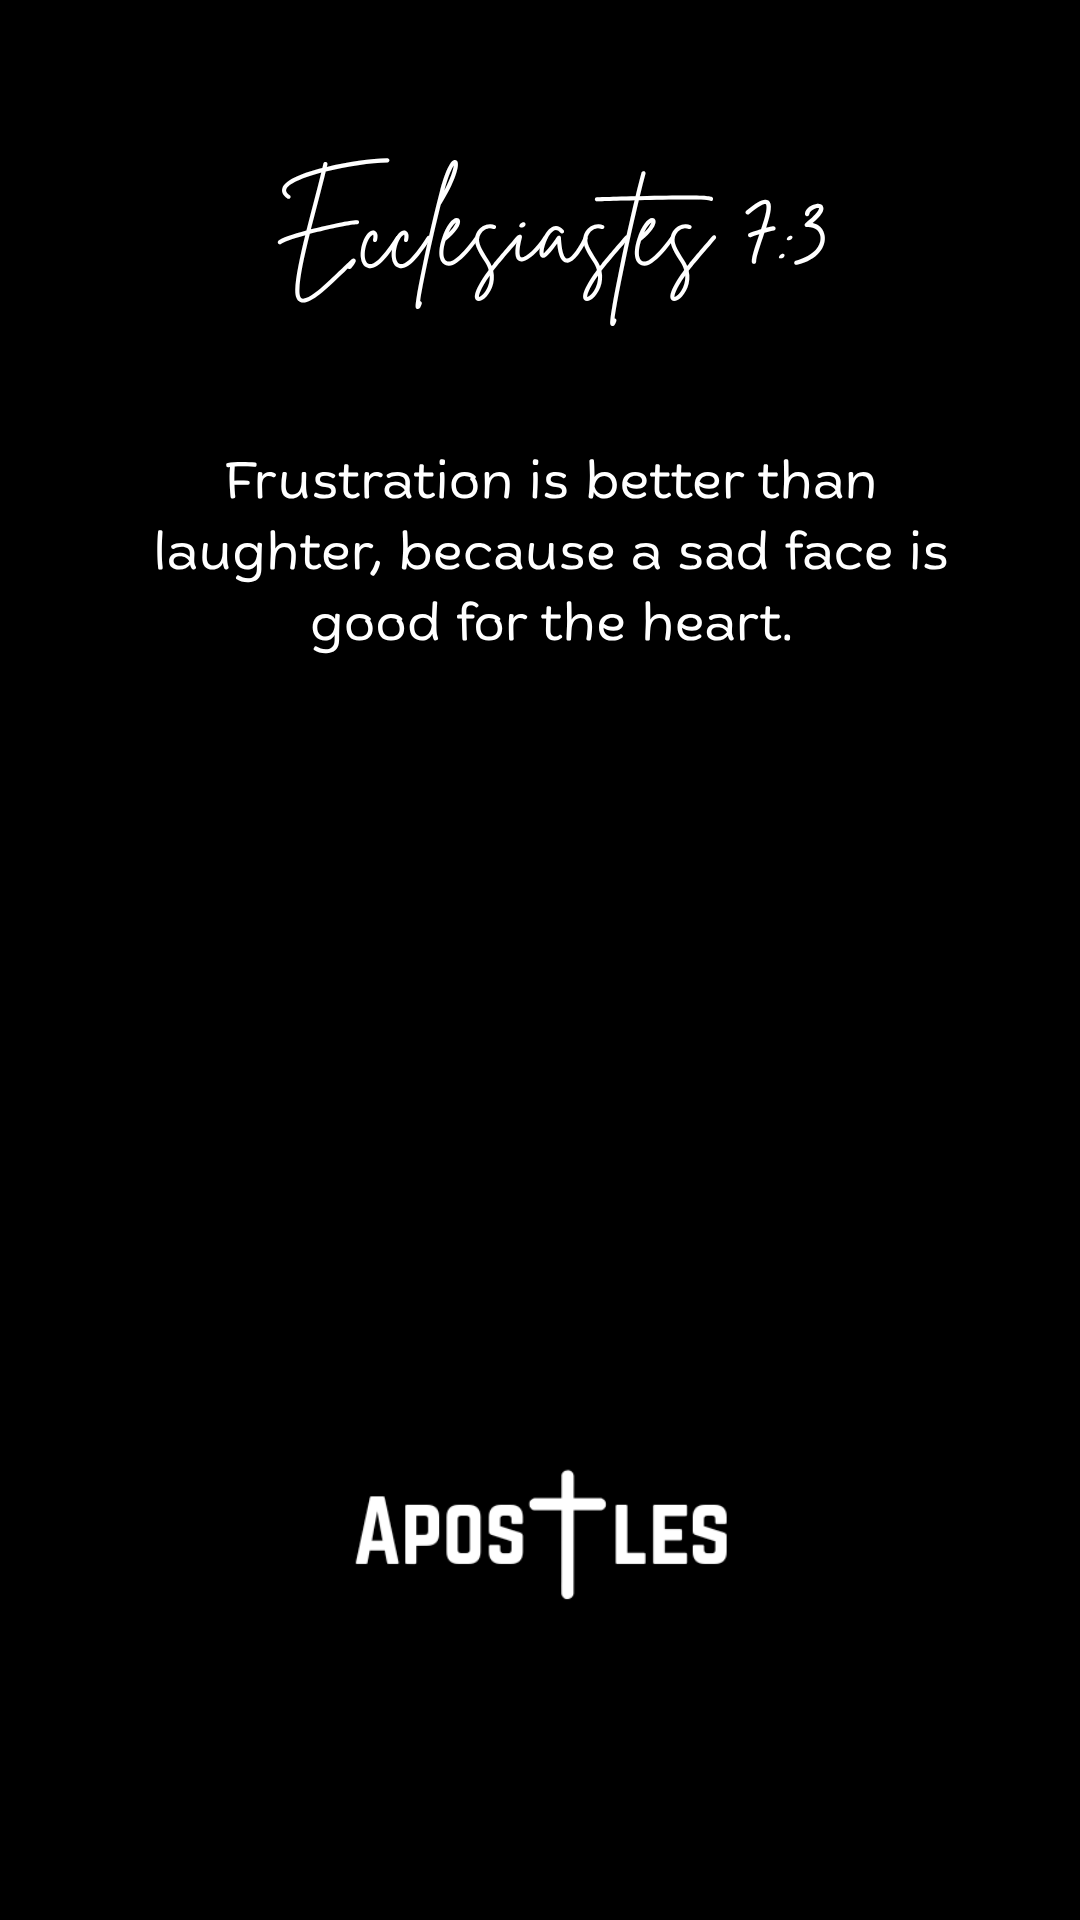 Ecclesiastes 7:3
Frustration is better than
laughter, because a sad face is
good for the heart.
APOSTLES